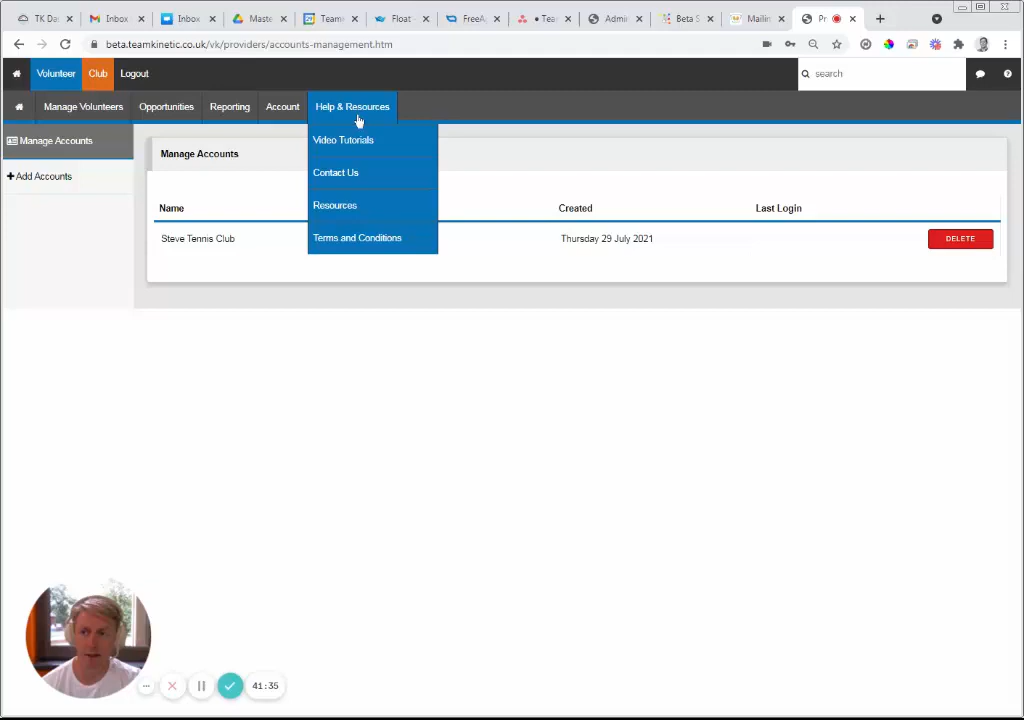 TK Da
Inbox
Inbox
Maste
Team
Float
FreeA
Tea
Admi
Beta S
Mailin
Pr
beta.teamkinetic.co.uk/vk/providers/accounts-management.htm
Volunteer
Club
Logout
search
Manage Volunteers
Opportunities
Reporting
Account
Help & Resources
Video Tutorials
Contact Us
Resources
Terms and Conditions
Manage Accounts
Add Accounts
Manage Accounts
Name
Created
Last Login
Steve Tennis Club
Thursday 29 July 2021
DELETE
41:35